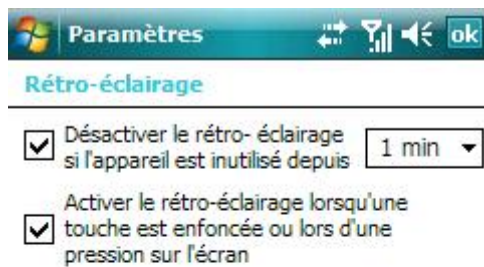 Paramètres ok
Rétro-éclairage
Désactiver le rétro- éclairage
si l'appareil est inutilisé depuis 1 min
Activer le rétro-éclairage lorsqu'une
touche est enfoncée ou lors d'une
pression sur l'écran